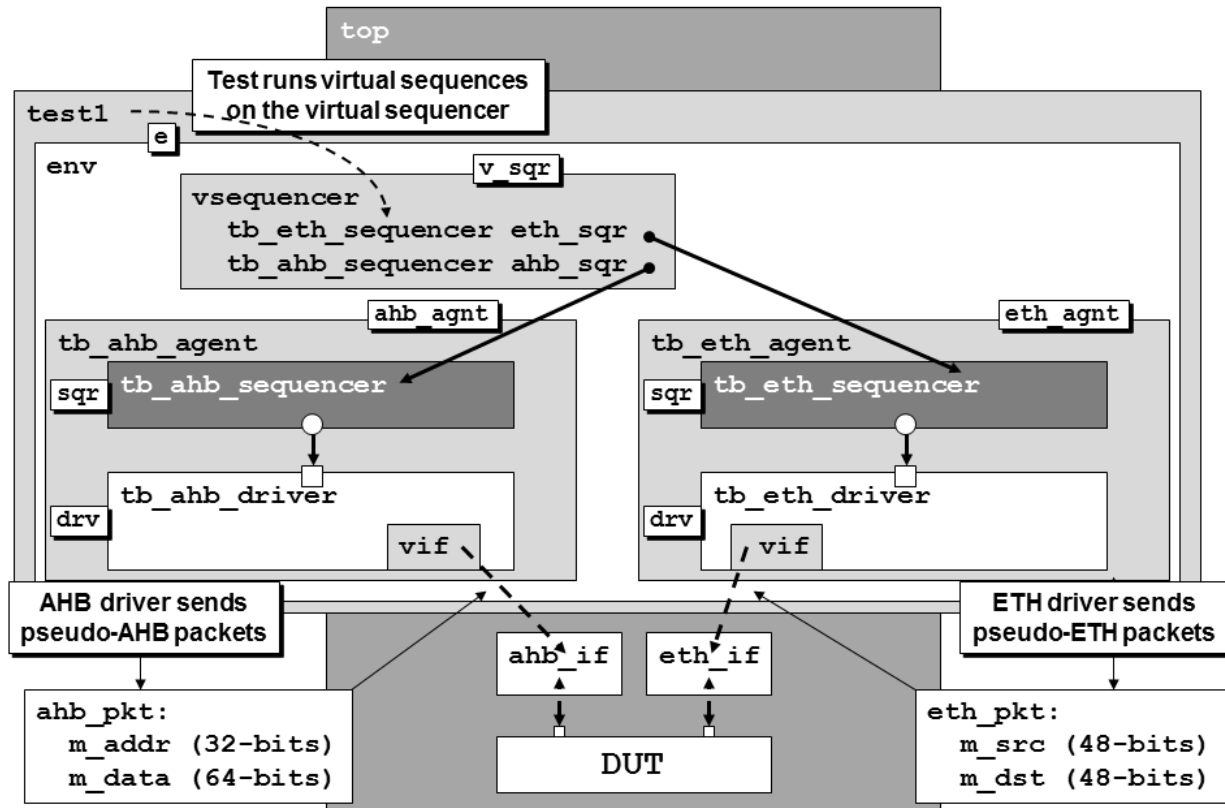 top
Test runs virtual sequences
on the virtual sequencer
test1
e
env
v_sqr
vsequencer
tb_eth_sequencer eth_sqr
tb_ahb_sequencer ahb_sqr
ahb_agnt
eth_agnt
tb_ahb_agent
tb_eth_agent
sqr
tb_ahb_sequencer
sqr
tb_eth_sequencer
tb_ahb_driver
tb_eth_driver
drv
drv
vif
vif
AHB driver sends
pseudo-AHB packets
ETH driver sends
pseudo-ETH packets
ahb_if
eth_if
ahb_pkt:
m_addr (32-bits)
m_data (64-bits)
DUT
eth_pkt:
m_src (48-bits)
m_dst (48-bits)